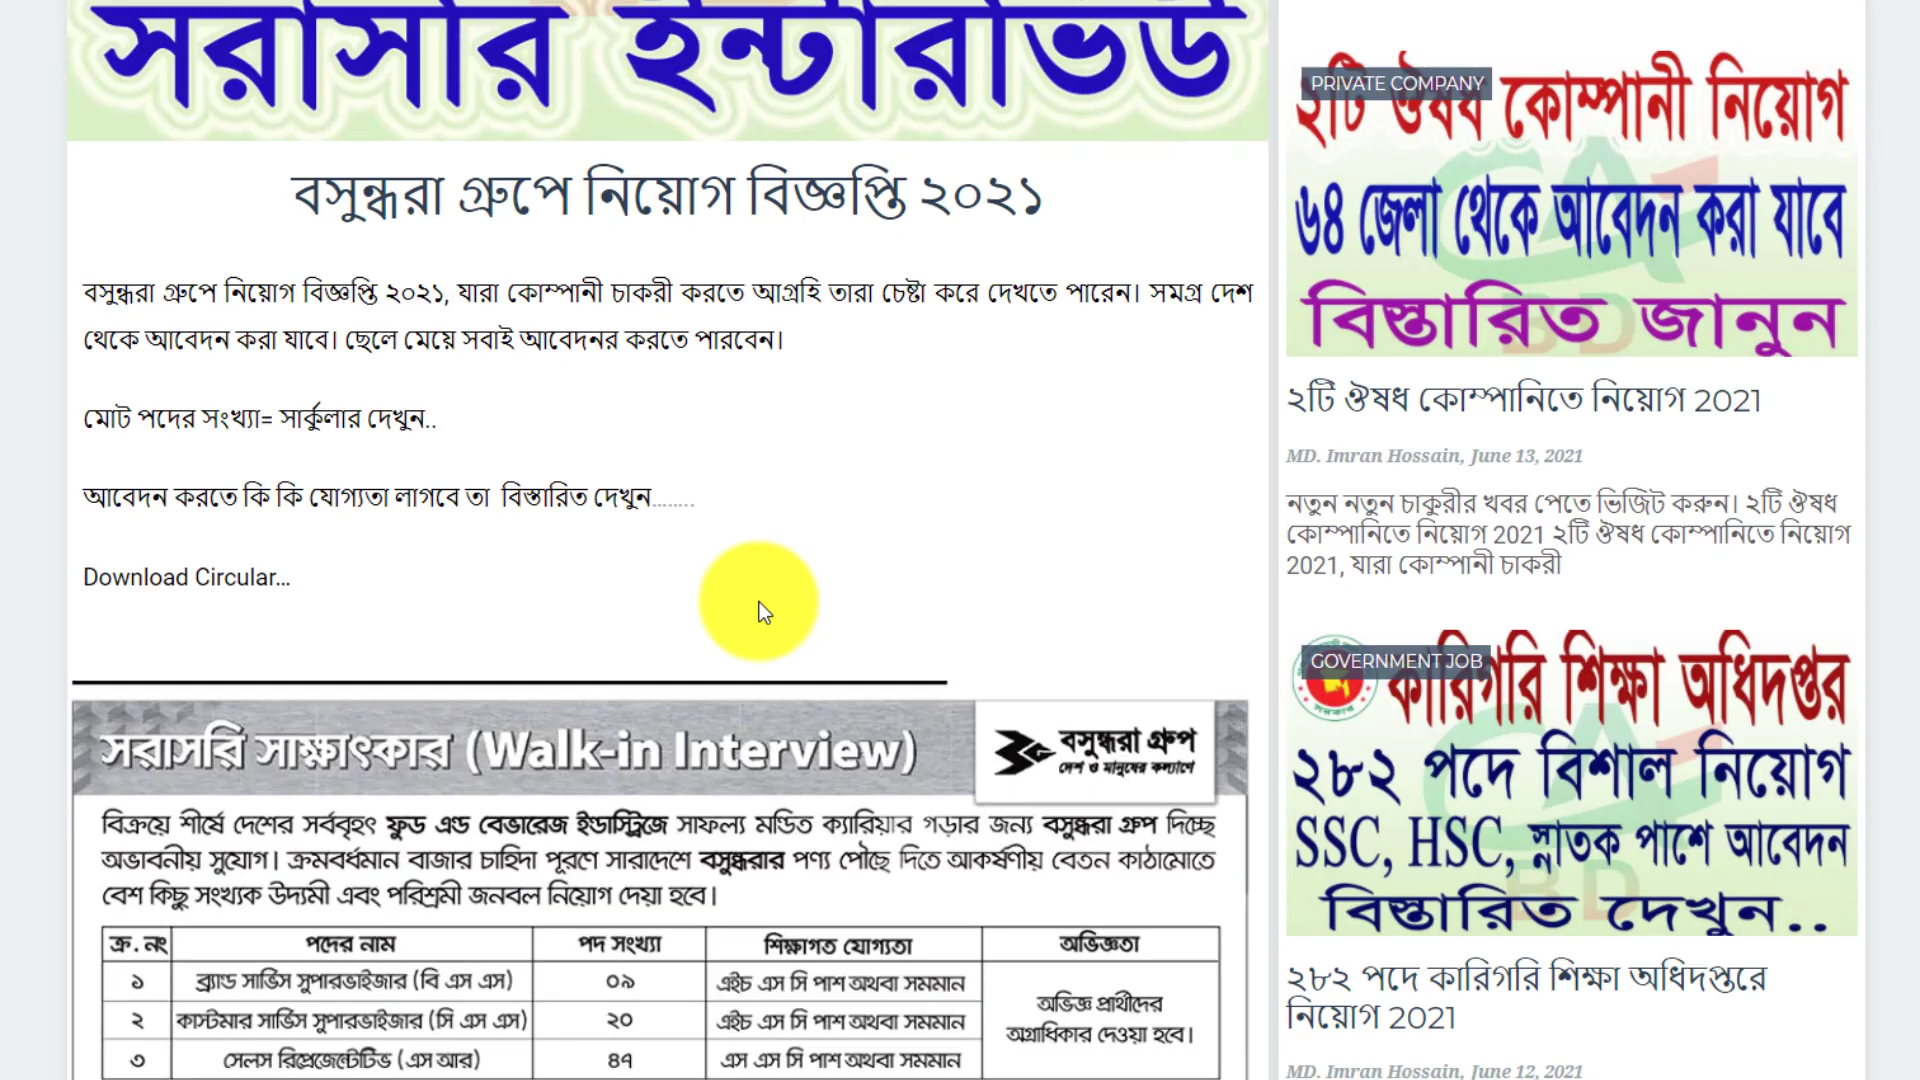 সরাসরি ইন্টারভিউ
বসুন্ধরা গ্রুপে নিয়োগ বিজ্ঞপ্তি ২০২১
বসুন্ধরা গ্রুপে নিয়োগ বিজ্ঞপ্তি ২০২১, যারা কোম্পানী চাকরী করতে আগ্রহি তারা চেষ্টা করে দেখতে পারেন। সমগ্র দেশ
থেকে আবেদন করা যাবে। ছেলে মেয়ে সবাই আবেদনর করতে পারবেন।
মোট পদের সংখ্যা= সার্কুলার দেখুন..
আবেদন করতে কি কি যোগ্যতা লাগবে তা বিস্তারিত দেখুন........
Download Circular...
সরাসরি সাক্ষাৎকার (Walk-in Interview)
বসুন্ধরা গ্রুপ
দেশ ও মানুষের কল্যাণে
বিক্রয়ে শীর্ষে দেশের সর্ববৃহৎ ফুড এন্ড বেভারেজ ইন্ডাস্ট্রিজে সাফল্য মন্ডিত ক্যারিয়ার গড়ার জন্য বসুন্ধরা গ্রুপ দিচ্ছে
অভাবনীয় সুযোগ। ক্রমবর্ধমান বাজার চাহিদা পূরণে সারাদেশে বসুন্ধরার পণ্য পৌছে দিতে আকর্ষণীয় বেতন কাঠামোতে
বেশ কিছু সংখ্যক উদ্যমী এবং পরিশ্রমী জনবল নিয়োগ দেয়া হবে।
ক্র. নং পদের নাম পদ সংখ্যা শিক্ষাগত যোগ্যতা অভিজ্ঞতা
১ ব্র্যান্ড সার্ভিস সুপারভাইজার (বি এস এস) ০৯ এইচ এস সি পাশ অথবা সমমান
২ কাস্টমার সার্ভিস সুপারভাইজার (সি এস এস) ২০ এইচ এস সি পাশ অথবা সমমান
৩ সেলস রিপ্রেজেন্টেটিভ (এস আর) ৪৭ এস এস সি পাশ অথবা সমমান
অভিজ্ঞ প্রার্থীদের
অগ্রাধিকার দেওয়া হবে।
PRIVATE COMPANY
২টি ঔষধ কোম্পানী নিয়োগ
৬৪ জেলা থেকে আবেদন করা যাবে
বিস্তারিত জানুন
২টি ঔষধ কোম্পানিতে নিয়োগ 2021
MD. Imran Hossain, June 13, 2021
নতুন নতুন চাকুরীর খবর পেতে ভিজিট করুন। ২টি ঔষধ
কোম্পানিতে নিয়োগ 2021 ২টি ঔষধ কোম্পানিতে নিয়োগ
2021, যারা কোম্পানী চাকরী
GOVERNMENT JOB
কারিগরি শিক্ষা অধিদপ্তর
২৮২ পদে বিশাল নিয়োগ
SSC, HSC, স্নাতক পাশে আবেদন
বিস্তারিত দেখুন..
২৮২ পদে কারিগরি শিক্ষা অধিদপ্তরে
নিয়োগ 2021
MD. Imran Hossain, June 12, 2021